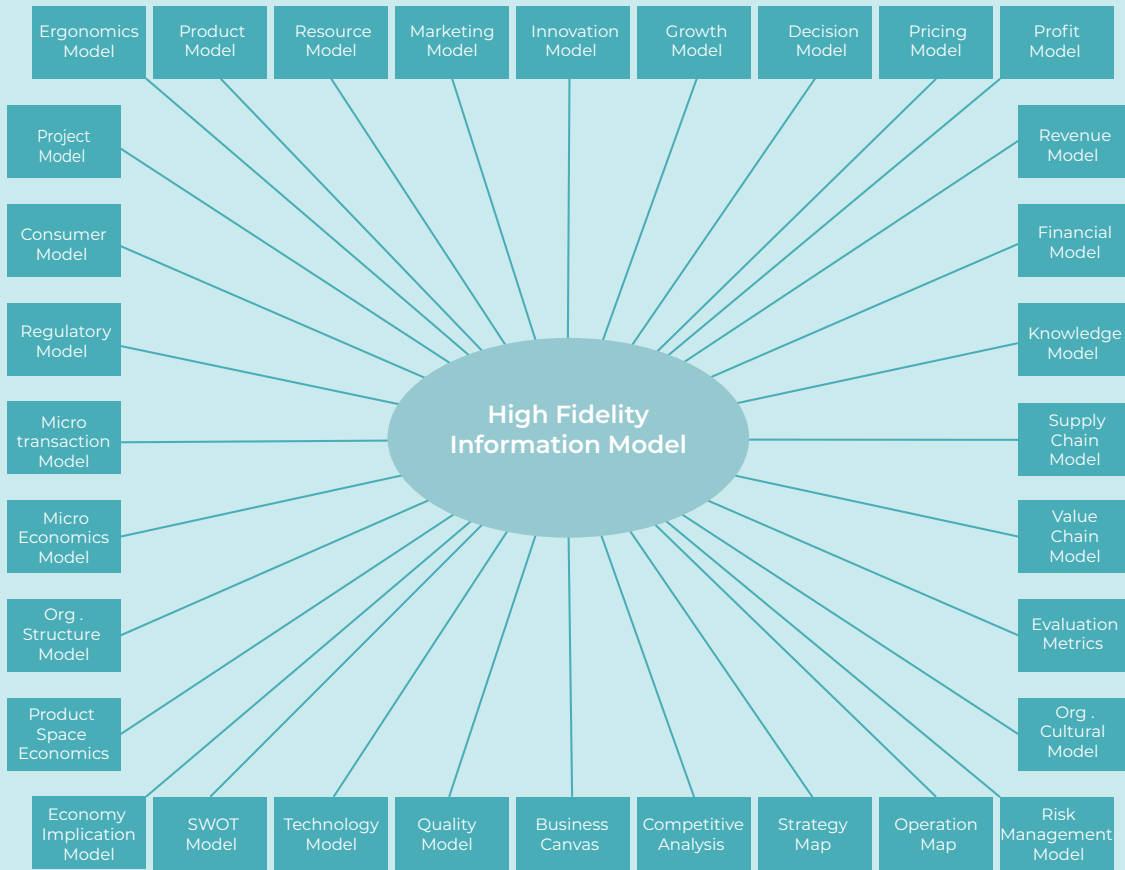 Ergonomics
Model
Product
Model
Resource
Model
Marketing
Model
Innovation
Model
Growth
Model
Decision
Model
Pricing
Model
Profit
Model
Project
Model
Revenue
Model
Consumer
Model
Financial
Model
Regulatory
Model
Knowledge
Model
High Fidelity
Information Model
Micro
transaction
Model
Supply
Chain
Model
Micro
Economics
Model
Value
Chain
Model
Org .
Structure
Model
Evaluation
Metrics
Product
Space
Economics
Org .
Cultural
Model
Economy
Implication
Model
SWOT
Model
Technology
Model
Quality
Model
Business
Canvas
Competitive
Analysis
Strategy
Map
Operation
Map
Risk
Management
Model